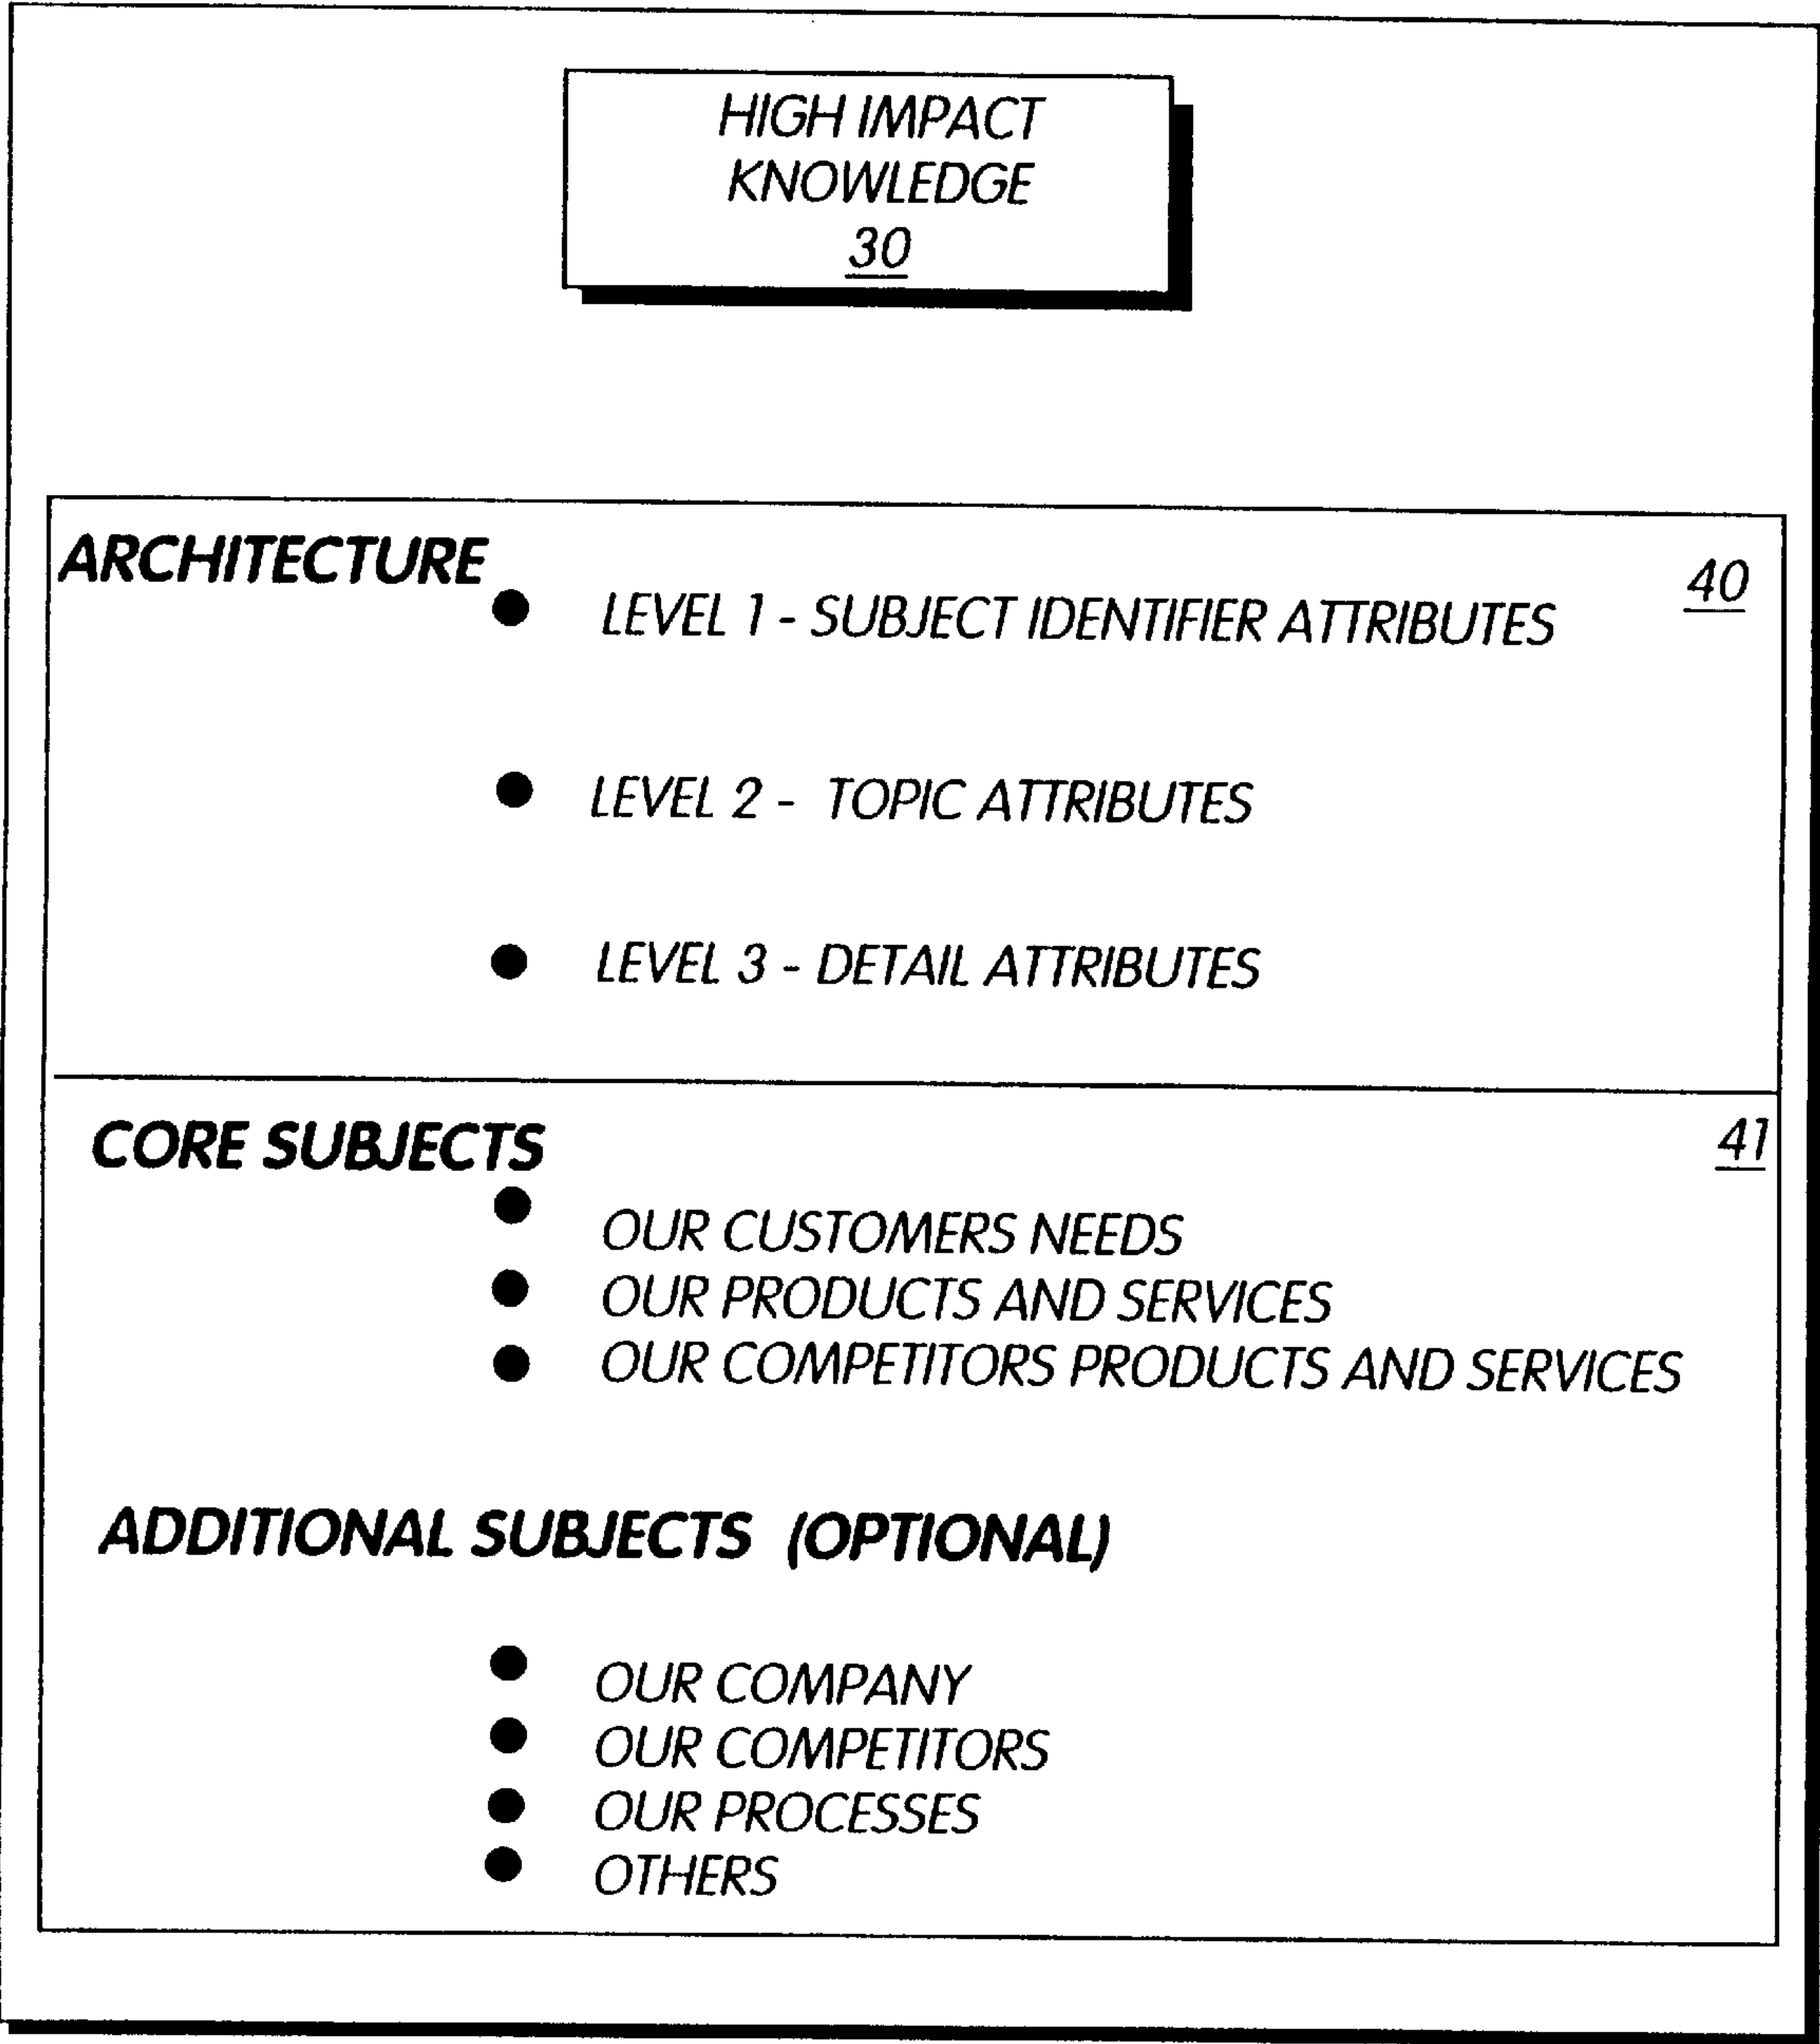 HIGH IMPACT
KNOWLEDGE
30
ARCHITECTURE
40
● LEVEL 1 - SUBJECT IDENTIFIER ATTRIBUTES
● LEVEL 2 - TOPIC ATTRIBUTES
● LEVEL 3 - DETAIL ATTRIBUTES
CORE SUBJECTS
41
● OUR CUSTOMERS NEEDS
● OUR PRODUCTS AND SERVICES
● OUR COMPETITORS PRODUCTS AND SERVICES
ADDITIONAL SUBJECTS (OPTIONAL)
● OUR COMPANY
● OUR COMPETITORS
● OUR PROCESSES
● OTHERS